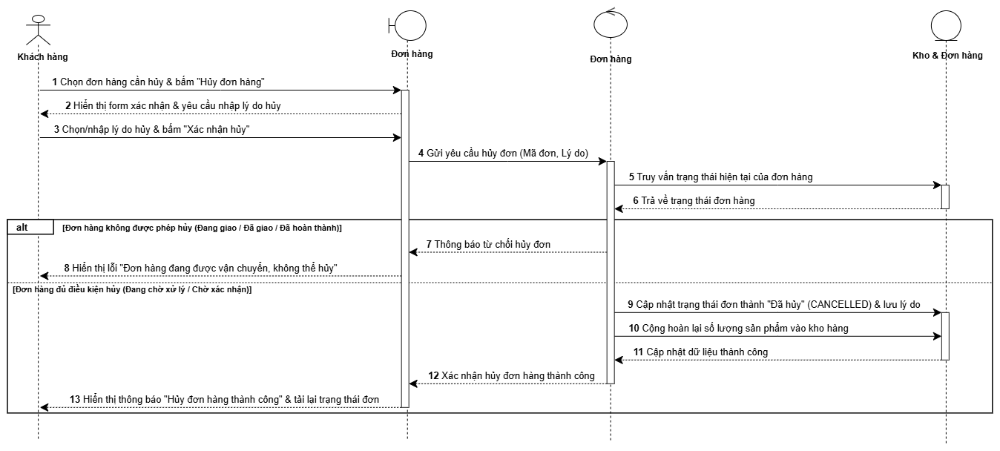 Khách hàng
Đơn hàng
Đơn hàng
Kho & Đơn hàng
1 Chọn đơn hàng cần hủy & bấm "Hủy đơn hàng"
2 Hiển thị form xác nhận & yêu cầu nhập lý do hủy
3 Chọn/nhập lý do hủy & bấm "Xác nhận hủy"
4 Gửi yêu cầu hủy đơn (Mã đơn, Lý do)
5 Truy vấn trạng thái hiện tại của đơn hàng
6 Trả về trạng thái đơn hàng
alt [Đơn hàng không được phép hủy (Đang giao / Đã giao / Đã hoàn thành)]
7 Thông báo từ chối hủy đơn
8 Hiển thị lỗi "Đơn hàng đang được vận chuyển, không thể hủy"
[Đơn hàng đủ điều kiện hủy (Đang chờ xử lý / Chờ xác nhận)]
9 Cập nhật trạng thái đơn thành "Đã hủy" (CANCELLED) & lưu lý do
10 Cộng hoàn lại số lượng sản phẩm vào kho hàng
11 Cập nhật dữ liệu thành công
12 Xác nhận hủy đơn hàng thành công
13 Hiển thị thông báo "Hủy đơn hàng thành công" & tải lại trạng thái đơn